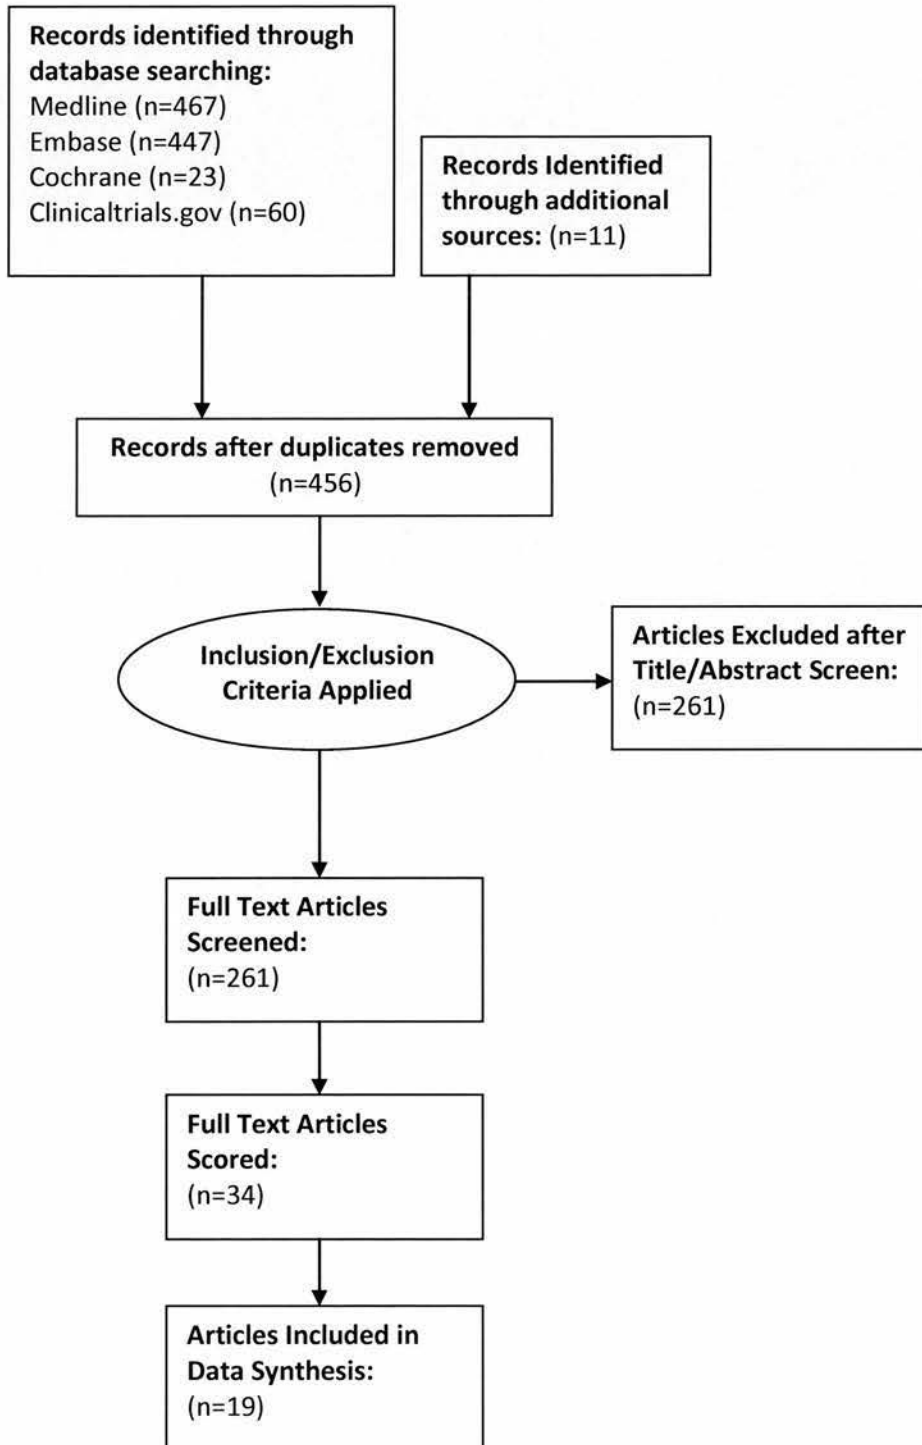 Records identified through
database searching:
Medline (n=467)
Embase (n=447)
Cochrane (n=23)
Clinicaltrials.gov (n=60)
Records Identified
through additional
sources: (n=11)
Records after duplicates removed
(n=456)
Inclusion/Exclusion
Criteria Applied
Articles Excluded after
Title/Abstract Screen:
(n=261)
Full Text Articles
Screened:
(n=261)
Full Text Articles
Scored:
(n=34)
Articles Included in
Data Synthesis:
(n=19)